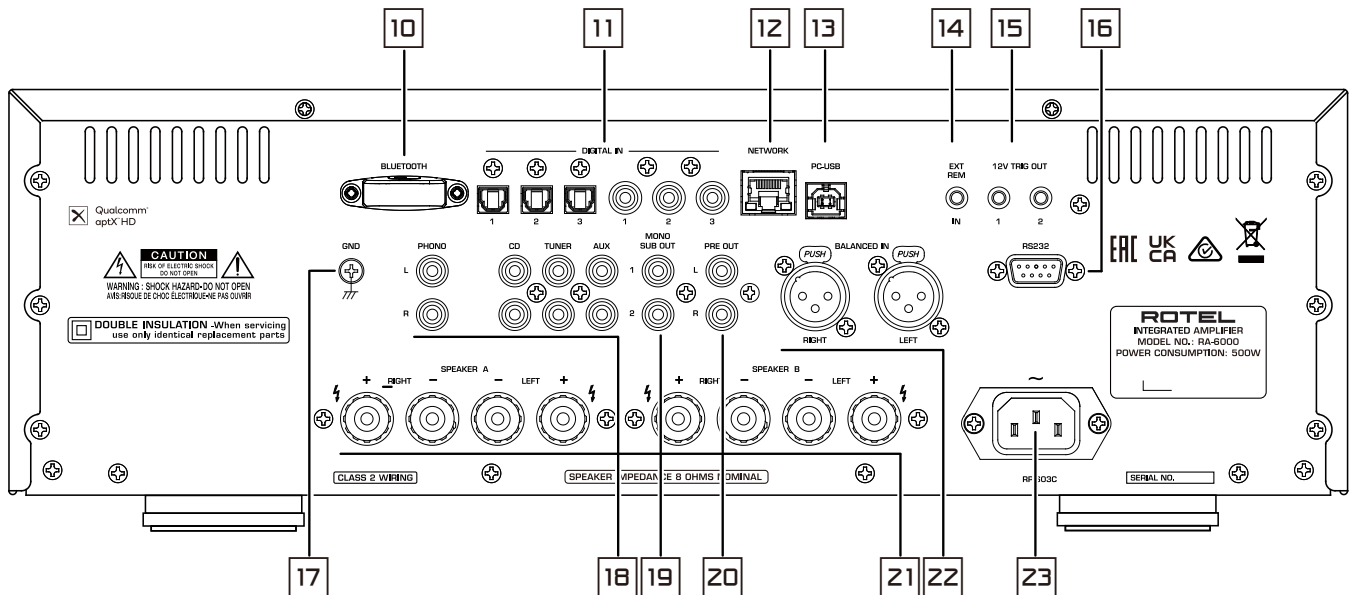 10 11 12 13 14 15 16
BLUETOOTH
DIGITAL IN
1 2 3 1 2 3
NETWORK
PC-USB
EXT
REM
IN
12V TRIG OUT
1 2
Qualcomm
aptX HD
CAUTION
RISK OF ELECTRIC SHOCK
DO NOT OPEN
WARNING : SHOCK HAZARD-DO NOT OPEN
AVIS:RISQUE DE CHOC ÉLECTRIQUE-NE PAS OUVRIR
DOUBLE INSULATION -When servicing
use only identical replacement parts
GND
PHONO
L
R
CD
TUNER
AUX
MONO
SUB OUT
1
2
PRE OUT
L
R
BALANCED IN
PUSH PUSH
RIGHT LEFT
RS232
EAC UK
CA
ROTEL
INTEGRATED AMPLIFIER
MODEL NO.: RA-6000
POWER CONSUMPTION: 500W
SPEAKER A
+ RIGHT − − LEFT +
SPEAKER B
+ RIGHT − − LEFT +
~
CLASS 2 WIRING
SPEAKER IMPEDANCE 8 OHMS NOMINAL
SERIAL NO.
17 18 19 20 21 22 23